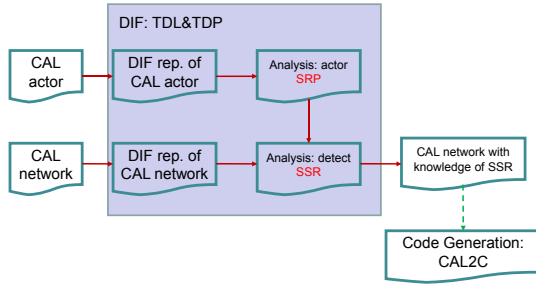 DIF: TDL&TDP
CAL
actor
DIF rep. of
CAL actor
Analysis: actor
SRP
CAL
network
DIF rep. of
CAL network
Analysis: detect
SSR
CAL network with
knowledge of SSR
Code Generation:
CAL2C